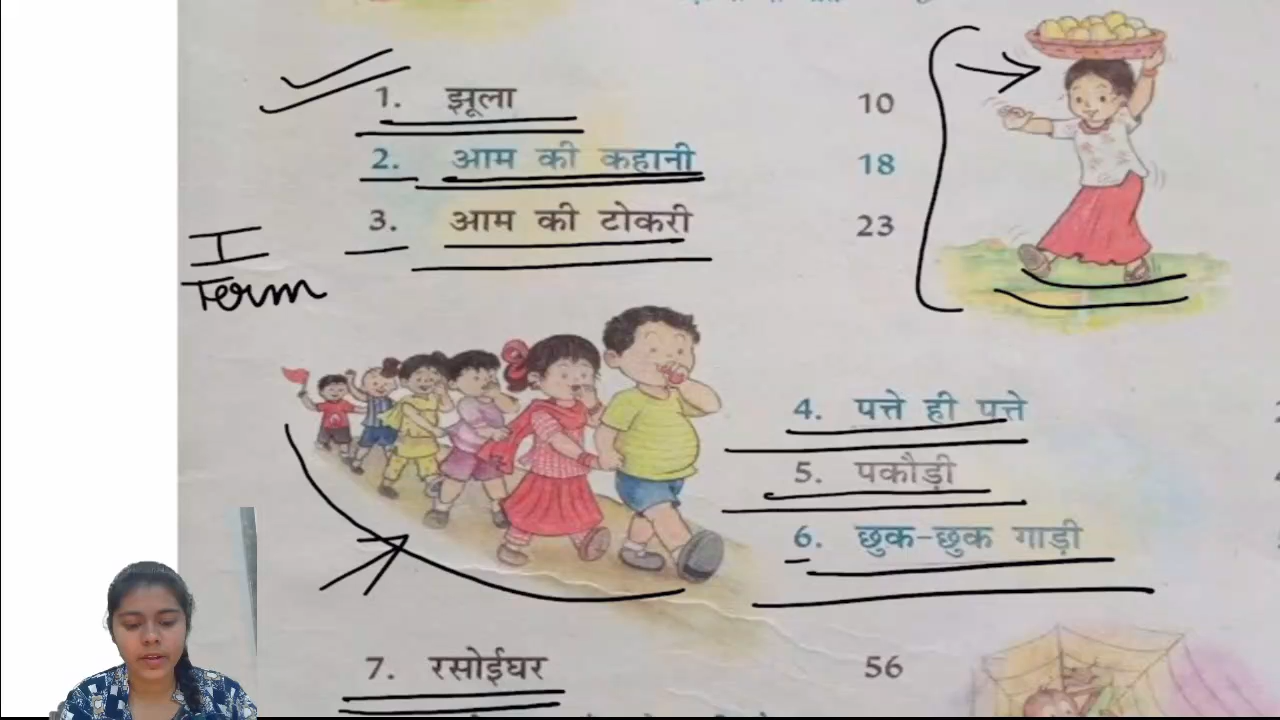 1. झूला 10
2. आम की कहानी 18
3. आम की टोकरी 23
I
Term
4. पत्ते ही पत्ते
5. पकौड़ी
6. छुक-छुक गाड़ी
7. रसोईघर 56